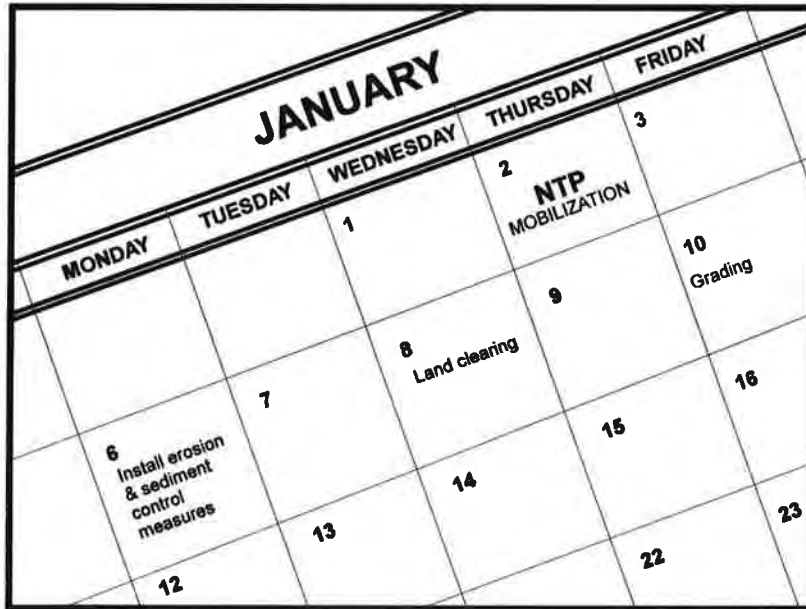 JANUARY
MONDAY
TUESDAY
WEDNESDAY
THURSDAY
FRIDAY
1
2
NTP
MOBILIZATION
3
6
Install erosion
& sediment
control
measures
7
8
Land clearing
9
10
Grading
12
13
14
15
16
22
23